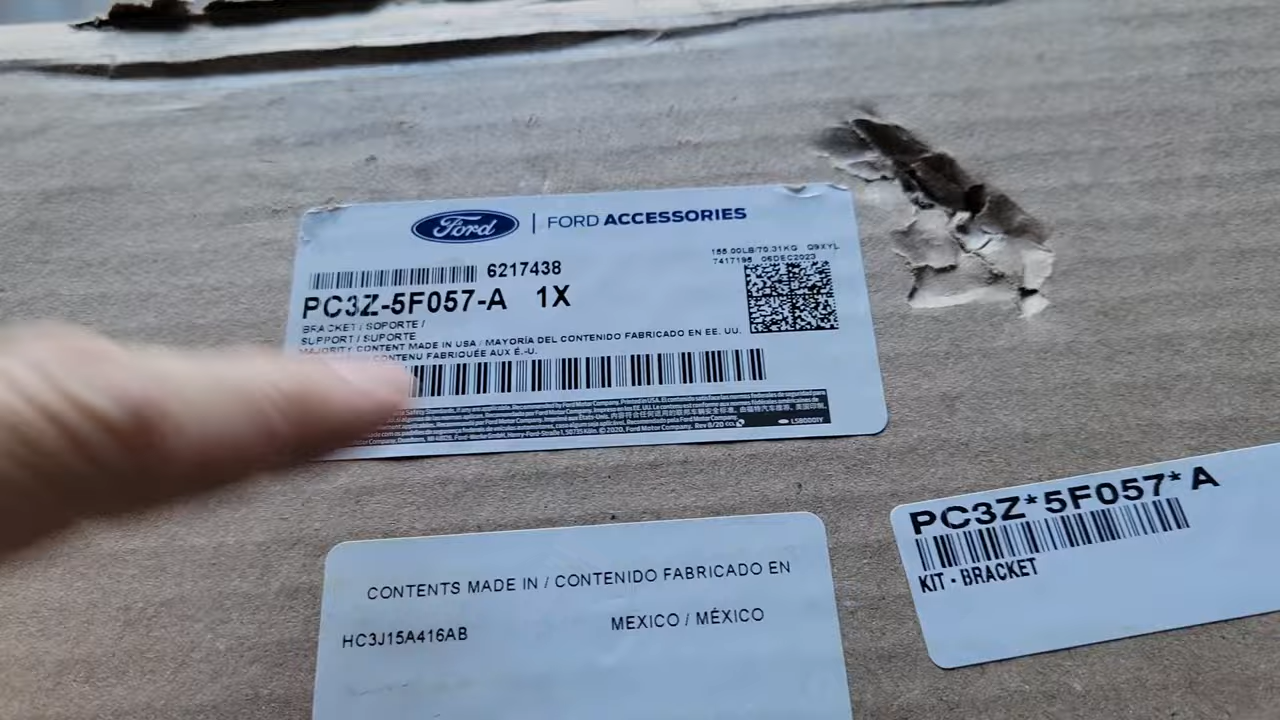 Ford | FORD ACCESSORIES
155.00LB/70.31KG Q9XYL
7417196 06DEC2023
6217438
PC3Z-5F057-A 1X
BRACKET / SOPORTE /
SUPPORT / SUPORTE
MAJORITY CONTENT MADE IN USA / MAYORÍA DEL CONTENIDO FABRICADO EN EE. UU.
CONTENU FABRIQUÉE AUX É.-U.
PC3Z*5F057*A
KIT - BRACKET
CONTENTS MADE IN / CONTENIDO FABRICADO EN
HC3J15A416AB
MEXICO / MÉXICO